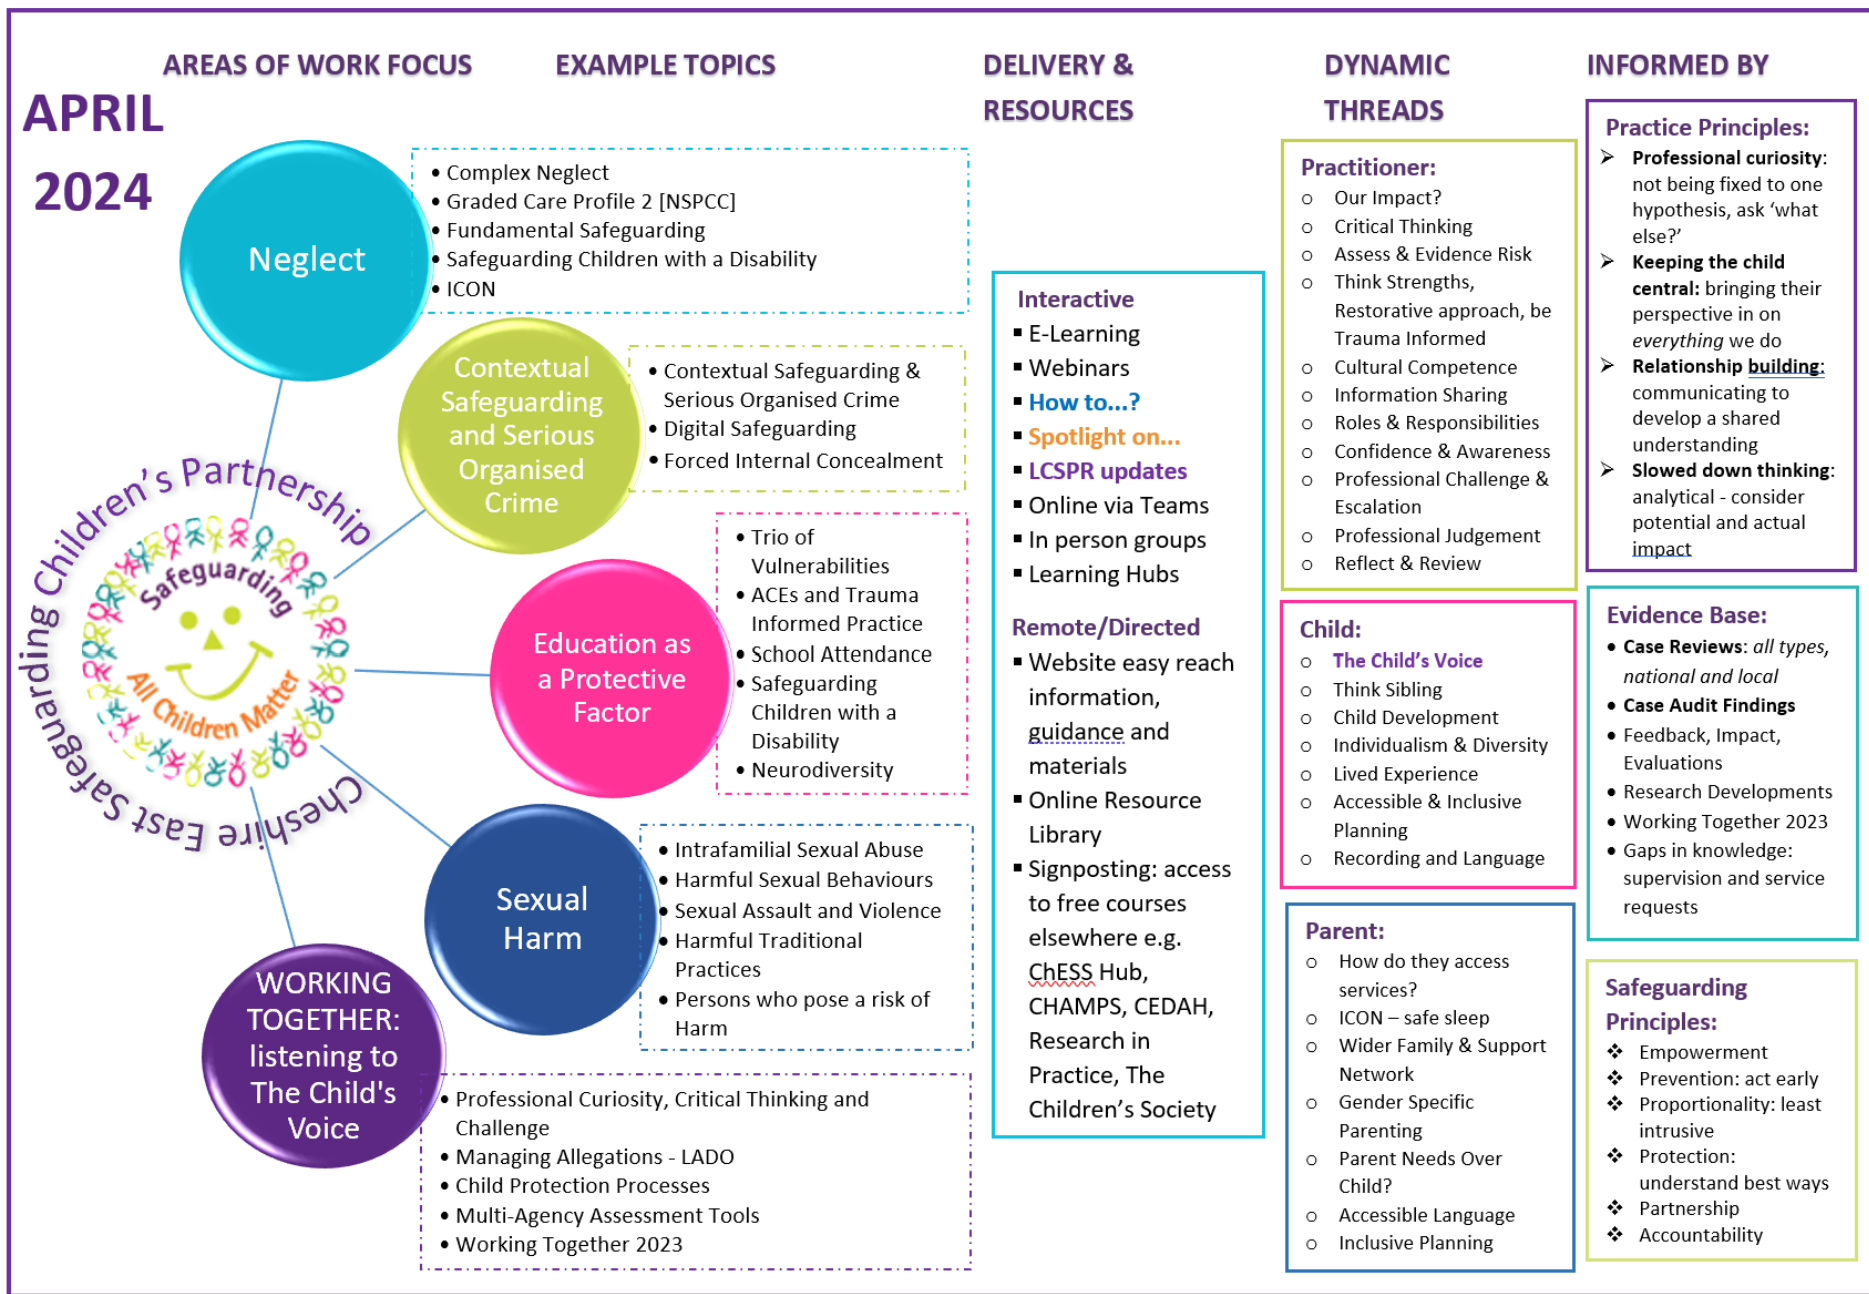 APRIL
2024
AREAS OF WORK FOCUS
EXAMPLE TOPICS
DELIVERY &
RESOURCES
DYNAMIC
THREADS
INFORMED BY
Cheshire East Safeguarding Children's Partnership
Safeguarding
All Children Matter
Neglect
• Complex Neglect
• Graded Care Profile 2 [NSPCC]
• Fundamental Safeguarding
• Safeguarding Children with a Disability
• ICON
Contextual
Safeguarding
and Serious
Organised
Crime
• Contextual Safeguarding &
Serious Organised Crime
• Digital Safeguarding
• Forced Internal Concealment
Education as
a Protective
Factor
• Trio of
Vulnerabilities
• ACEs and Trauma
Informed Practice
• School Attendance
• Safeguarding
Children with a
Disability
• Neurodiversity
Sexual
Harm
• Intrafamilial Sexual Abuse
• Harmful Sexual Behaviours
• Sexual Assault and Violence
• Harmful Traditional
Practices
• Persons who pose a risk of
Harm
WORKING
TOGETHER:
listening to
The Child's
Voice
• Professional Curiosity, Critical Thinking and
Challenge
• Managing Allegations - LADO
• Child Protection Processes
• Multi-Agency Assessment Tools
• Working Together 2023
Interactive
▪ E-Learning
▪ Webinars
▪ How to...?
▪ Spotlight on...
▪ LCSPR updates
▪ Online via Teams
▪ In person groups
▪ Learning Hubs
Remote/Directed
▪ Website easy reach
information,
guidance and
materials
▪ Online Resource
Library
▪ Signposting: access
to free courses
elsewhere e.g.
ChESS Hub,
CHAMPS, CEDAH,
Research in
Practice, The
Children's Society
Practitioner:
o Our Impact?
o Critical Thinking
o Assess & Evidence Risk
o Think Strengths,
Restorative approach, be
Trauma Informed
o Cultural Competence
o Information Sharing
o Roles & Responsibilities
o Confidence & Awareness
o Professional Challenge &
Escalation
o Professional Judgement
o Reflect & Review
Child:
o The Child's Voice
o Think Sibling
o Child Development
o Individualism & Diversity
o Lived Experience
o Accessible & Inclusive
Planning
o Recording and Language
Parent:
o How do they access
services?
o ICON – safe sleep
o Wider Family & Support
Network
o Gender Specific
Parenting
o Parent Needs Over
Child?
o Accessible Language
o Inclusive Planning
Practice Principles:
➢ Professional curiosity:
not being fixed to one
hypothesis, ask ‘what
else?’
➢ Keeping the child
central: bringing their
perspective in on
everything we do
➢ Relationship building:
communicating to
develop a shared
understanding
➢ Slowed down thinking:
analytical - consider
potential and actual
impact
Evidence Base:
• Case Reviews: all types,
national and local
• Case Audit Findings
• Feedback, Impact,
Evaluations
• Research Developments
• Working Together 2023
• Gaps in knowledge:
supervision and service
requests
Safeguarding
Principles:
❖ Empowerment
❖ Prevention: act early
❖ Proportionality: least
intrusive
❖ Protection:
understand best ways
❖ Partnership
❖ Accountability